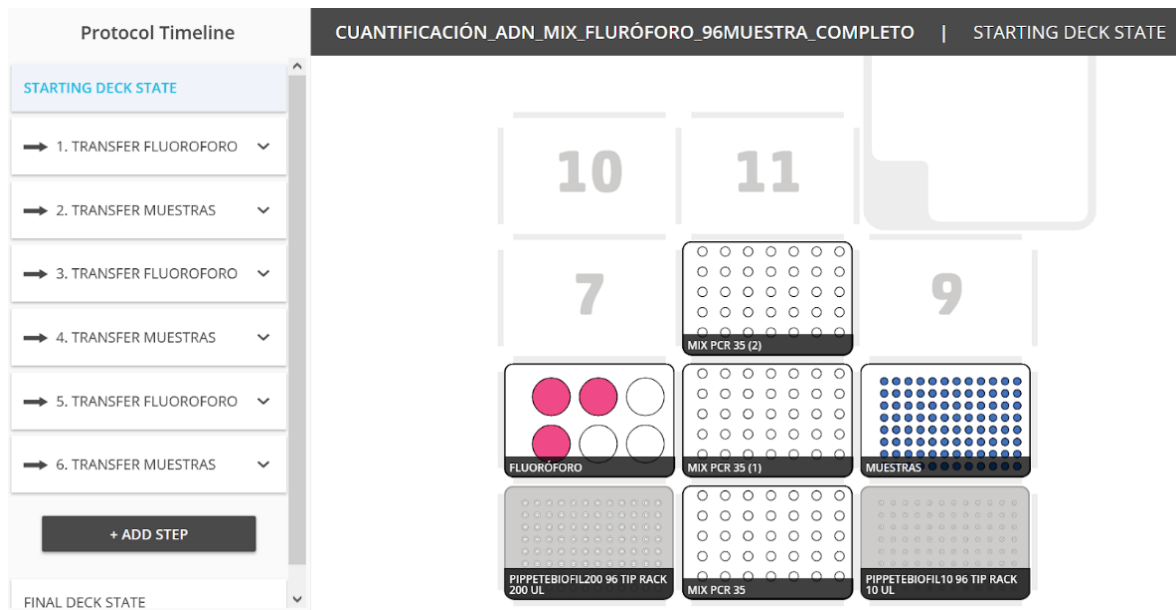 Protocol Timeline
CUANTIFICACIÓN_ADN_MIX_FLURÓFORO_96MUESTRA_COMPLETO | STARTING DECK STATE
STARTING DECK STATE
1. TRANSFER FLUOROFORO
2. TRANSFER MUESTRAS
3. TRANSFER FLUOROFORO
4. TRANSFER MUESTRAS
5. TRANSFER FLUOROFORO
6. TRANSFER MUESTRAS
+ ADD STEP
FINAL DECK STATE
10
11
7
MIX PCR 35 (2)
9
FLUORÓFORO
MIX PCR 35 (1)
MUESTRAS
PIPPETEBIOFIL200 96 TIP RACK
200 UL
MIX PCR 35
PIPPETEBIOFIL10 96 TIP RACK
10 UL